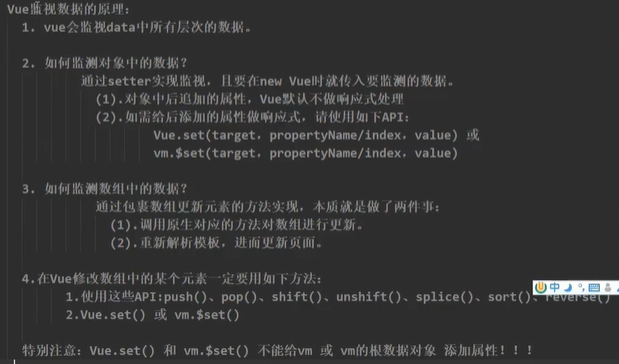 Vue监视数据的原理：
1. vue会监视data中所有层次的数据。
2. 如何监测对象中的数据？
通过setter实现监视，且要在new Vue时就传入要监测的数据。
(1).对象中后追加的属性，Vue默认不做响应式处理
(2).如需给后添加的属性做响应式，请使用如下API：
Vue.set(target，propertyName/index，value) 或
vm.$set(target，propertyName/index，value)
3. 如何监测数组中的数据？
通过包裹数组更新元素的方法实现，本质就是做了两件事：
(1).调用原生对应的方法对数组进行更新。
(2).重新解析模板，进而更新页面。
4.在Vue修改数组中的某个元素一定要用如下方法：
1.使用这些API:push()、pop()、shift()、unshift()、splice()、sort()、reverse()
2.Vue.set() 或 vm.$set()
特别注意：Vue.set() 和 vm.$set() 不能给vm 或 vm的根数据对象 添加属性！！！
中